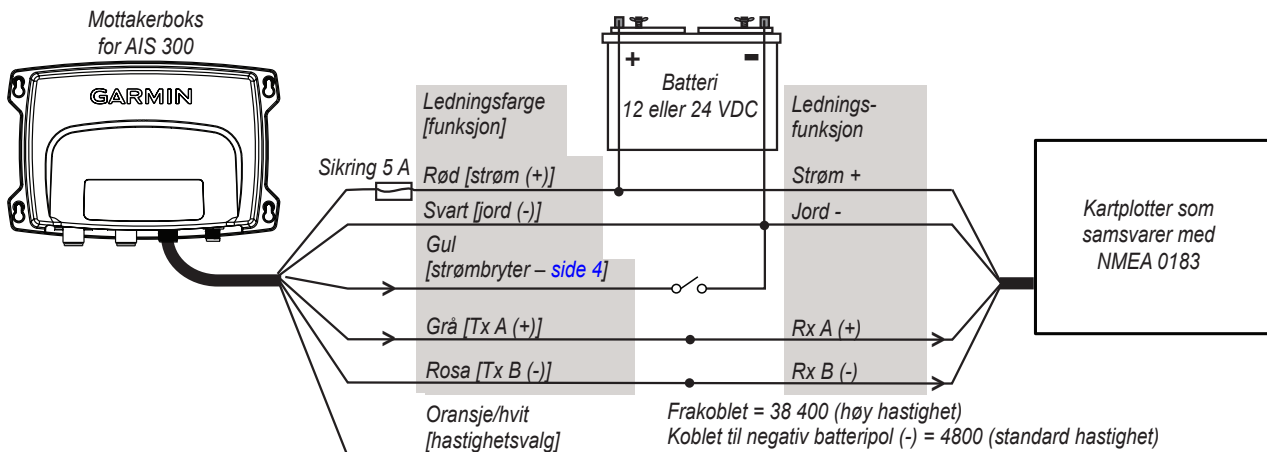 Mottakerboks
for AIS 300
GARMIN
+
-
Batteri
12 eller 24 VDC
Ledningsfarge
[funksjon]
Lednings-
funksjon
Sikring 5 A
Rød [strøm (+)]
Strøm +
Svart [jord (-)]
Jord -
Gul
[strømbryter – side 4]
Grå [Tx A (+)]
Rx A (+)
Rosa [Tx B (-)]
Rx B (-)
Oransje/hvit
[hastighetsvalg]
Frakoblet = 38 400 (høy hastighet)
Koblet til negativ batteripol (-) = 4800 (standard hastighet)
Kartplotter som
samsvarer med
NMEA 0183